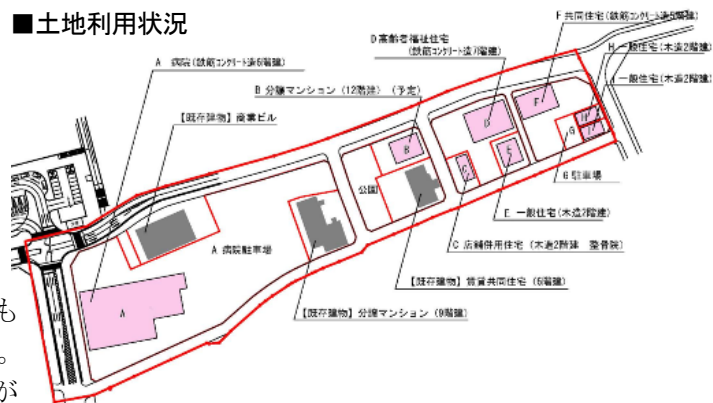 ■土地利用状況
F 共同住宅(鉄筋コンクリート造5階建)
D 高齢者福祉住宅
(鉄筋コンクリート造7階建)
H 一般住宅(木造2階建)
I 一般住宅(木造2階建)
A 病院(鉄筋コンクリート造6階建)
B 分譲マンション(12階建)(予定)
【既存建物】商業ビル
F
H
I
G
D
B
E
C
G 駐車場
公園
E 一般住宅(木造2階建)
A 病院駐車場
C 店舗併用住宅(木造2階建 整骨院)
【既存建物】賃貸共同住宅(6階建)
A
【既存建物】分譲マンション(9階建)
も
。
が